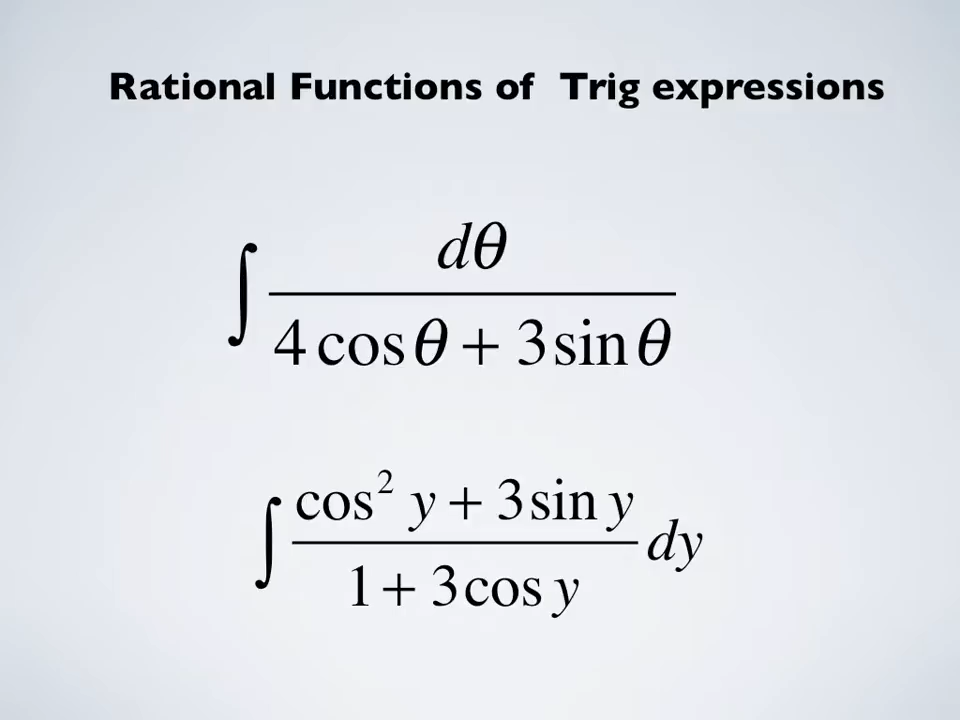 Rational Functions of Trig expressions
∫ dθ / (4 cos θ + 3 sin θ)
∫ (cos² y + 3 sin y) / (1 + 3 cos y) dy